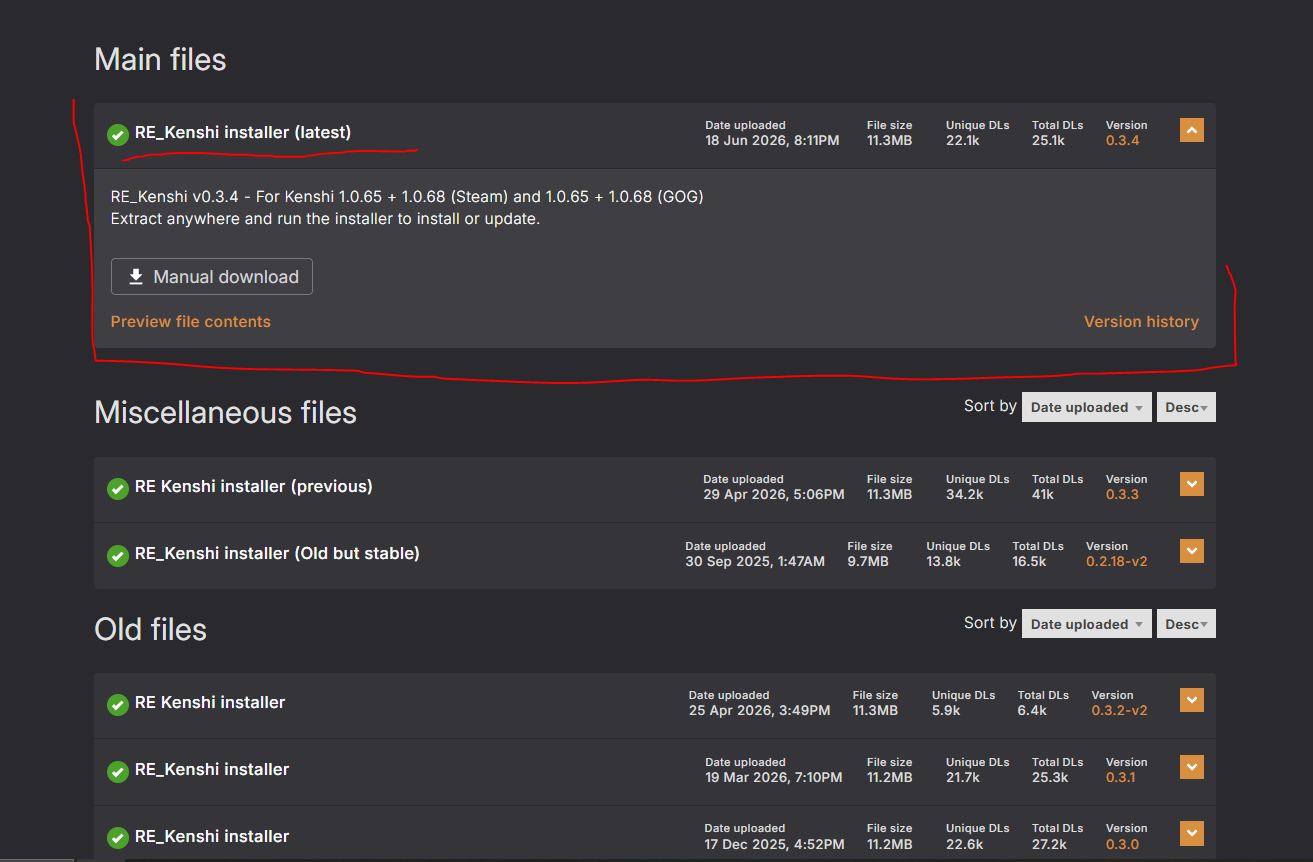 Main files
RE_Kenshi installer (latest)
Date uploaded File size Unique DLs Total DLs Version
18 Jun 2026, 8:11PM 11.3MB 22.1k 25.1k 0.3.4
RE_Kenshi v0.3.4 - For Kenshi 1.0.65 + 1.0.68 (Steam) and 1.0.65 + 1.0.68 (GOG)
Extract anywhere and run the installer to install or update.
Manual download
Preview file contents Version history
Miscellaneous files Sort by Date uploaded Desc
RE Kenshi installer (previous)
Date uploaded File size Unique DLs Total DLs Version
29 Apr 2026, 5:06PM 11.3MB 34.2k 41k 0.3.3
RE_Kenshi installer (Old but stable)
Date uploaded File size Unique DLs Total DLs Version
30 Sep 2025, 1:47AM 9.7MB 13.8k 16.5k 0.2.18-v2
Old files Sort by Date uploaded Desc
RE Kenshi installer
Date uploaded File size Unique DLs Total DLs Version
25 Apr 2026, 3:49PM 11.3MB 5.9k 6.4k 0.3.2-v2
RE_Kenshi installer
Date uploaded File size Unique DLs Total DLs Version
19 Mar 2026, 7:10PM 11.2MB 21.7k 25.3k 0.3.1
RE_Kenshi installer
Date uploaded File size Unique DLs Total DLs Version
17 Dec 2025, 4:52PM 11.2MB 22.6k 27.2k 0.3.0